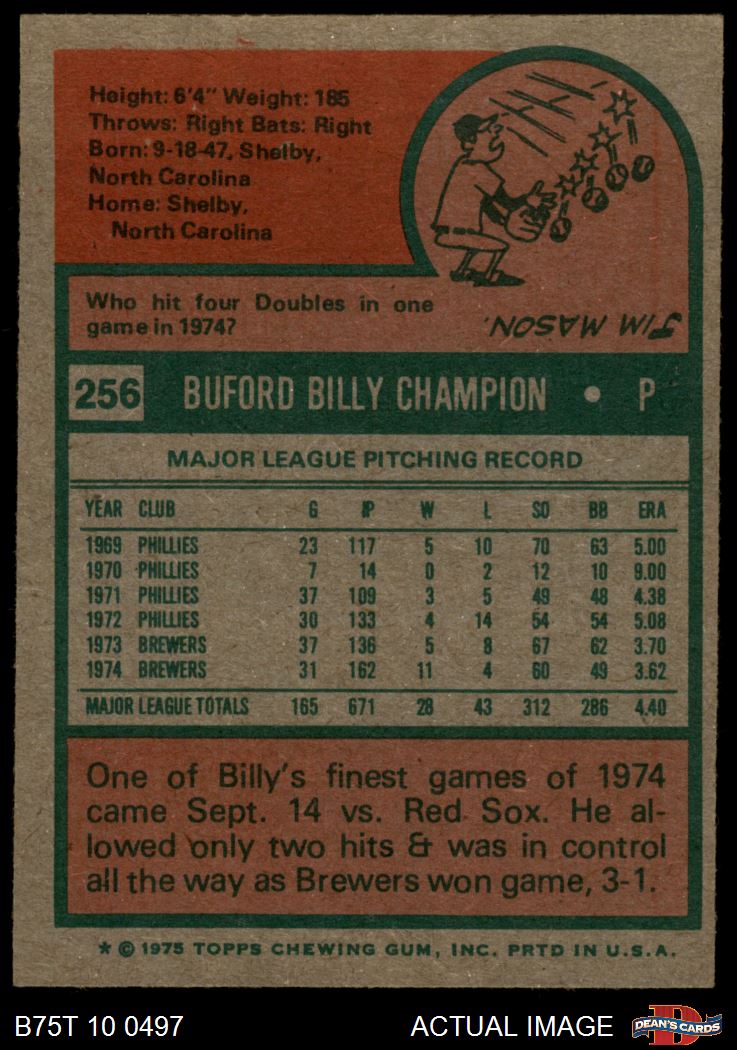 Height: 6'4" Weight: 185
Throws: Right Bats: Right
Born: 9-18-47, Shelby,
North Carolina
Home: Shelby,
North Carolina
Who hit four Doubles in one
game in 1974?
JIM MASON.
256 BUFORD BILLY CHAMPION • P
MAJOR LEAGUE PITCHING RECORD
YEAR CLUB G IP W L SO BB ERA
1969 PHILLIES 23 117 5 10 70 63 5.00
1970 PHILLIES 7 14 0 2 12 10 9.00
1971 PHILLIES 37 109 3 5 49 48 4.38
1972 PHILLIES 30 133 4 14 54 54 5.08
1973 BREWERS 37 136 5 8 67 62 3.70
1974 BREWERS 31 162 11 4 60 49 3.62
MAJOR LEAGUE TOTALS 165 671 28 43 312 286 4.40
One of Billy's finest games of 1974
came Sept. 14 vs. Red Sox. He al-
lowed only two hits & was in control
all the way as Brewers won game, 3-1.
* © 1975 TOPPS CHEWING GUM, INC. PRTD IN U.S.A.
B75T 10 0497 ACTUAL IMAGE
DEAN'S CARDS